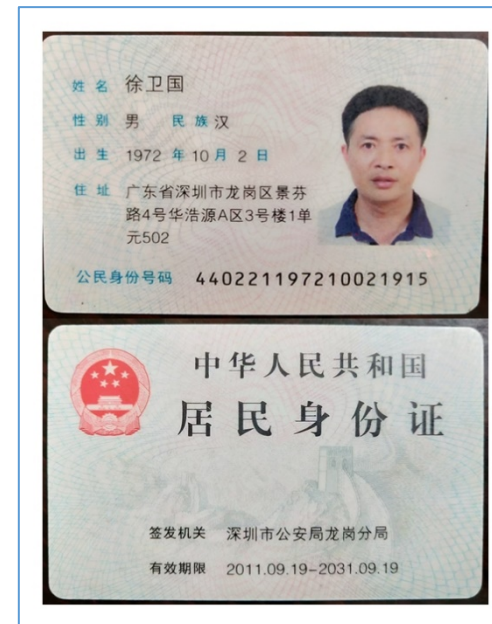 姓名 徐卫国
性别 男 民族 汉
出生 1972 年 10 月 2 日
住址 广东省深圳市龙岗区景芬
路4号华浩源A区3号楼1单
元502
公民身份号码 440221197210021915
中华人民共和国
居民身份证
签发机关 深圳市公安局龙岗分局
有效期限 2011.09.19-2031.09.19